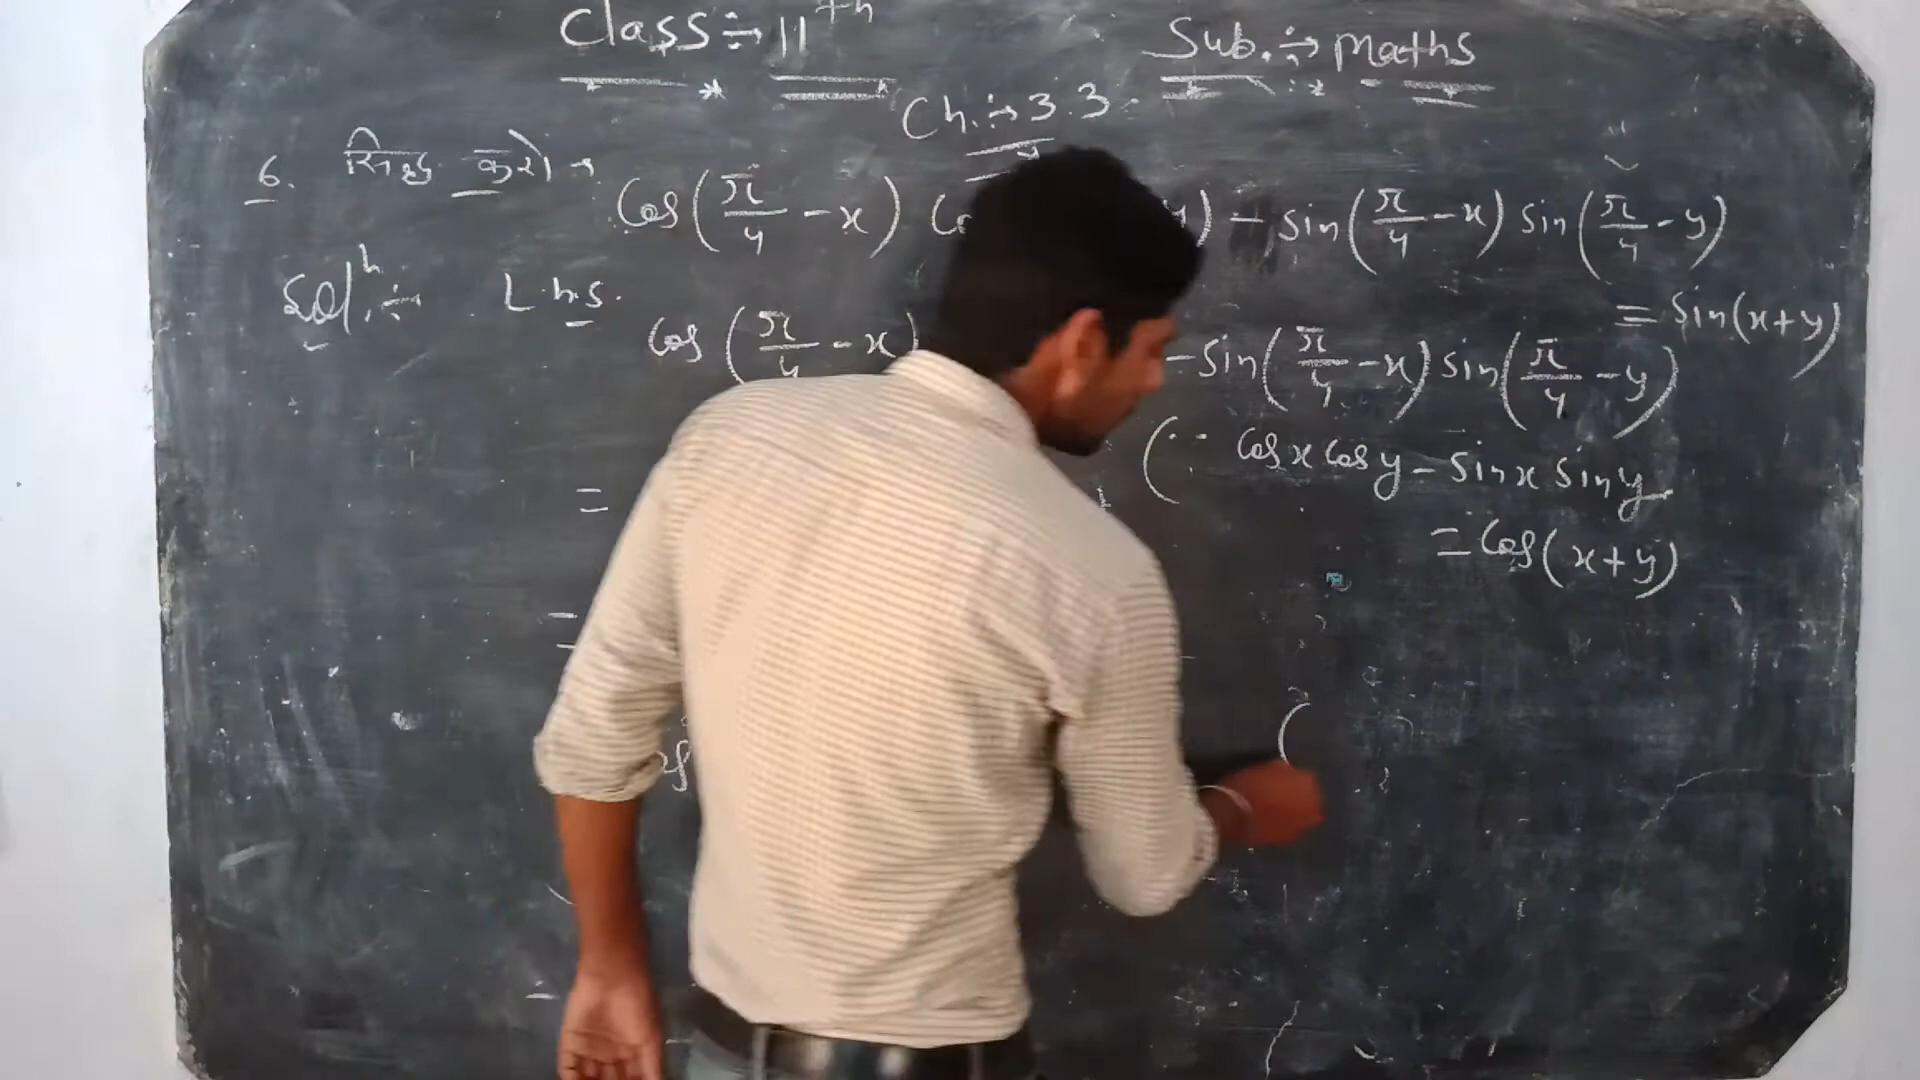 Class ÷ 11th Sub. ÷ Maths
Ch. ÷ 3.3
6. सिद्ध करो → Cos(π/4 - x) y) - Sin(π/4 - x) Sin(π/4 - y)
= Sin(x+y)
Solⁿ. ÷ L.h.s. Cos(π/4 - x) - Sin(π/4 - x) Sin(π/4 - y)
= (∵ Cos x Cos y - Sin x Sin y
= Cos(x+y)
=
(